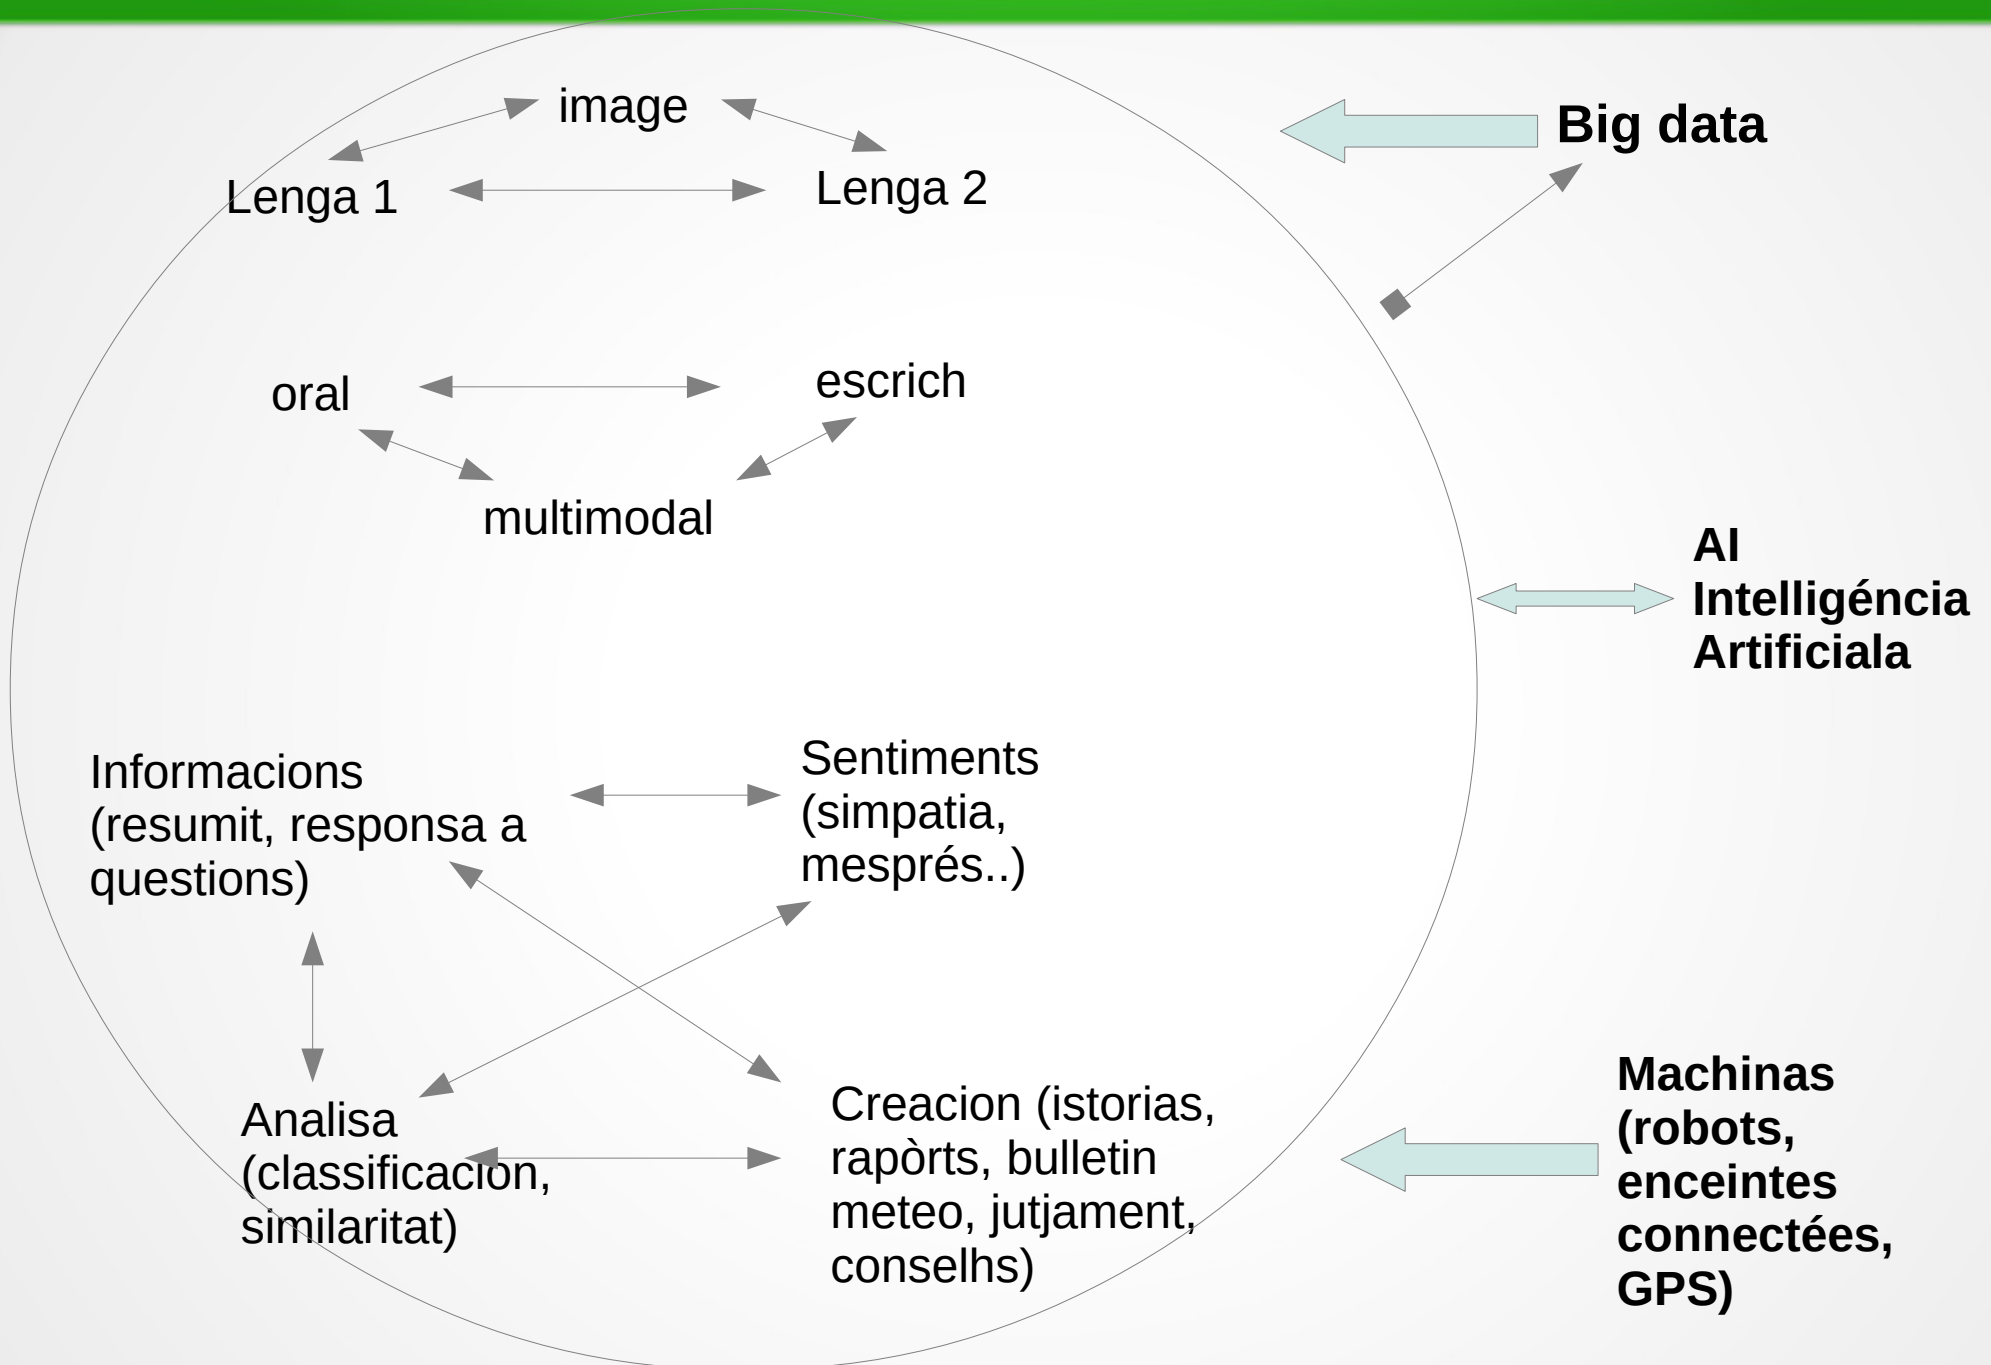 image
Big data
Lenga 1
Lenga 2
oral
escrich
multimodal
AI
Intelligéncia
Artificiala
Informacions
(resumit, responsa a
questions)
Sentiments
(simpatia,
mesprés..)
Analisa
(classificacion,
similaritat)
Creacion (istorias,
rapòrts, bulletin
meteo, jutjament,
conselhs)
Machinas
(robots,
enceintes
connectées,
GPS)